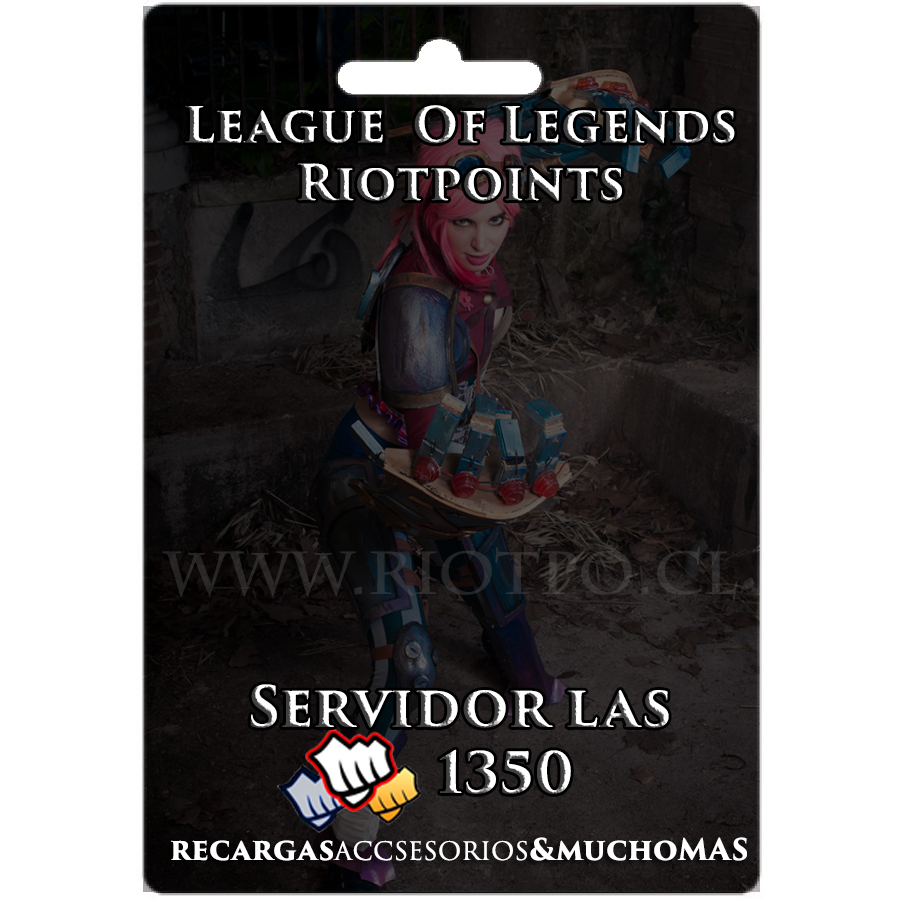 LEAGUE OF LEGENDS
RIOTPOINTS
WWW.RIOTPO.CL
SERVIDOR LAS
1350
RECARGASACCSESORIOS&MUCHOMAS